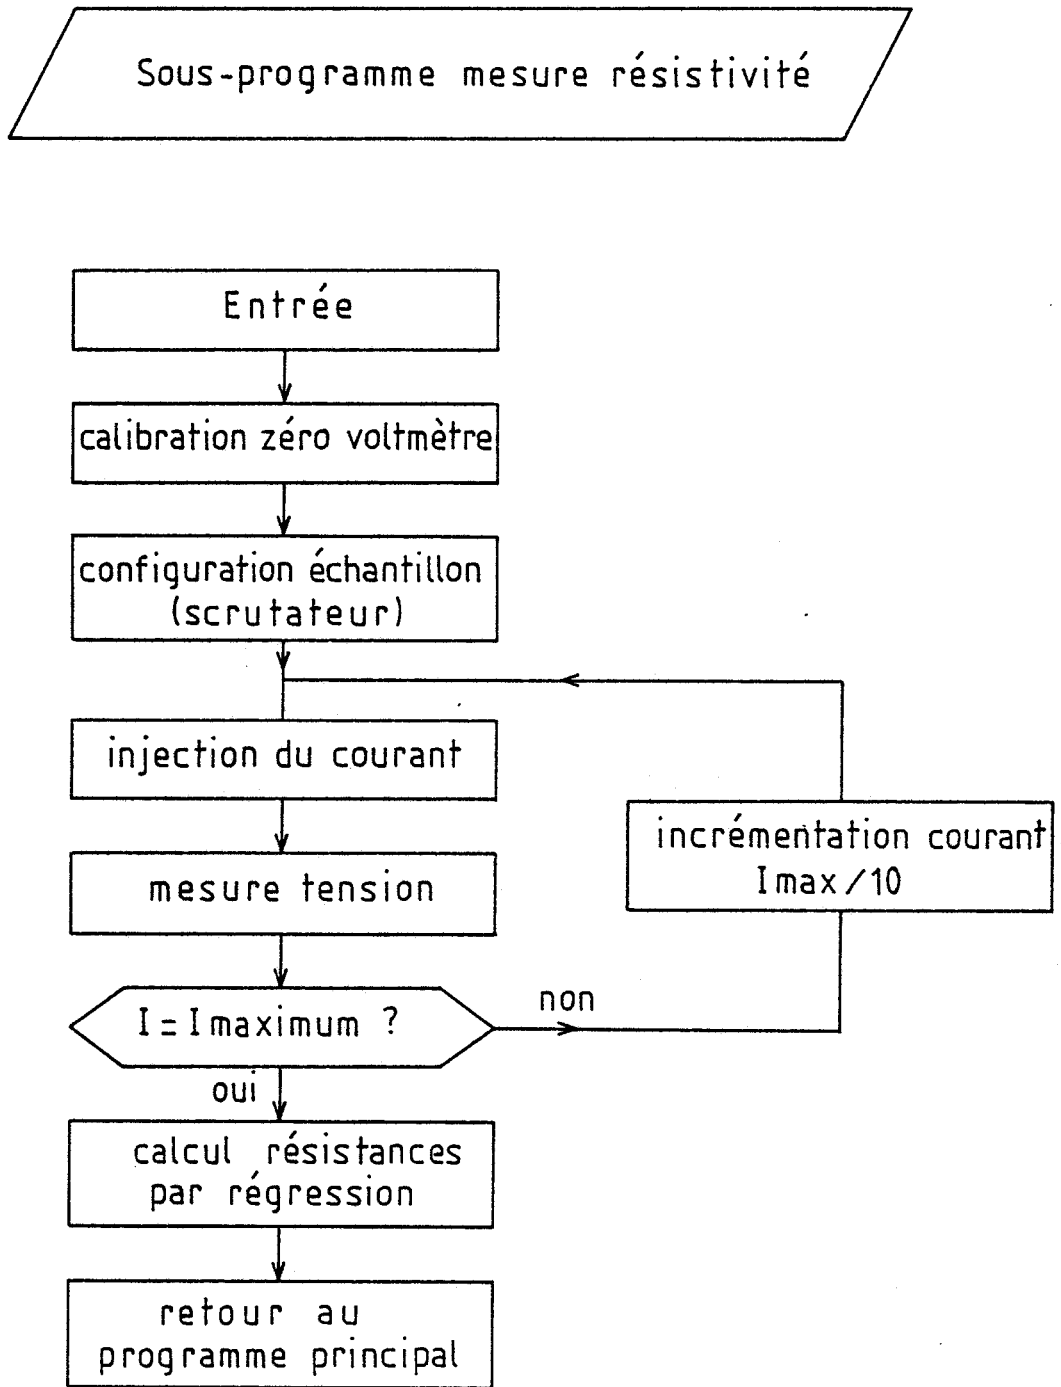 Sous-programme mesure résistivité
Entrée
calibration zéro voltmètre
configuration échantillon
(scrutateur)
injection du courant
incrémentation courant
Imax/10
mesure tension
non
I = I maximum ?
oui
calcul résistances
par régression
retour au
programme principal